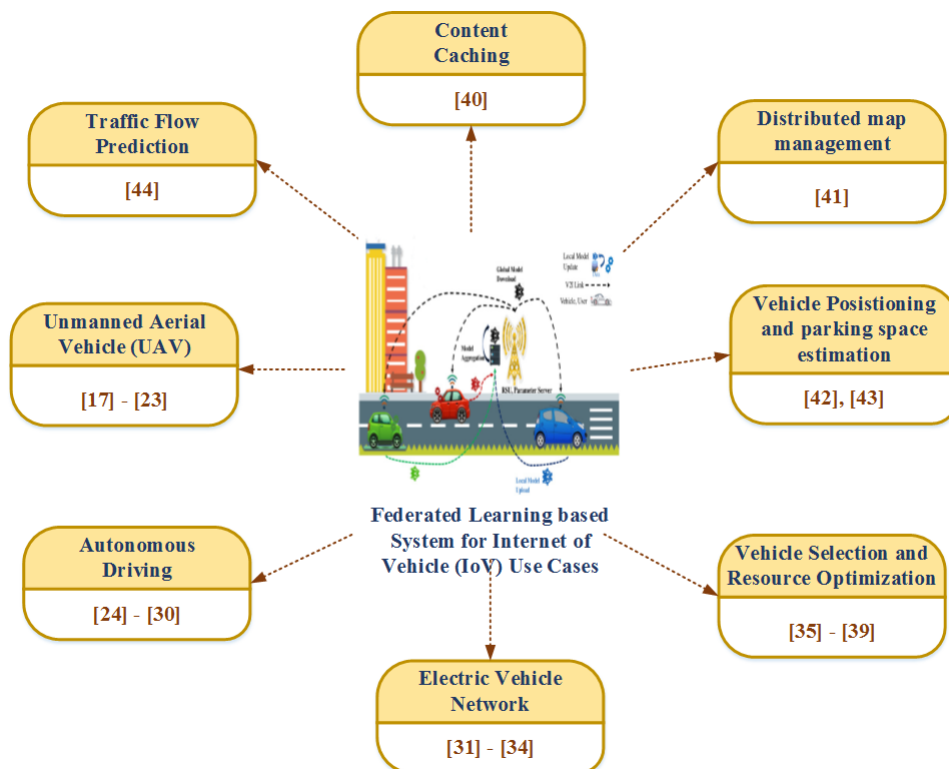 Content
Caching
[40]
Traffic Flow
Prediction
[44]
Distributed map
management
[41]
Local Model
Update
V2I Link
Vehicle, User
Global Model
Download
Model
Aggregation
RSU, Parameter Server
Local Model
Upload
Unmanned Aerial
Vehicle (UAV)
[17] - [23]
Vehicle Posistioning
and parking space
estimation
[42], [43]
Federated Learning based
System for Internet of
Vehicle (IoV) Use Cases
Autonomous
Driving
[24] - [30]
Vehicle Selection and
Resource Optimization
[35] - [39]
Electric Vehicle
Network
[31] - [34]